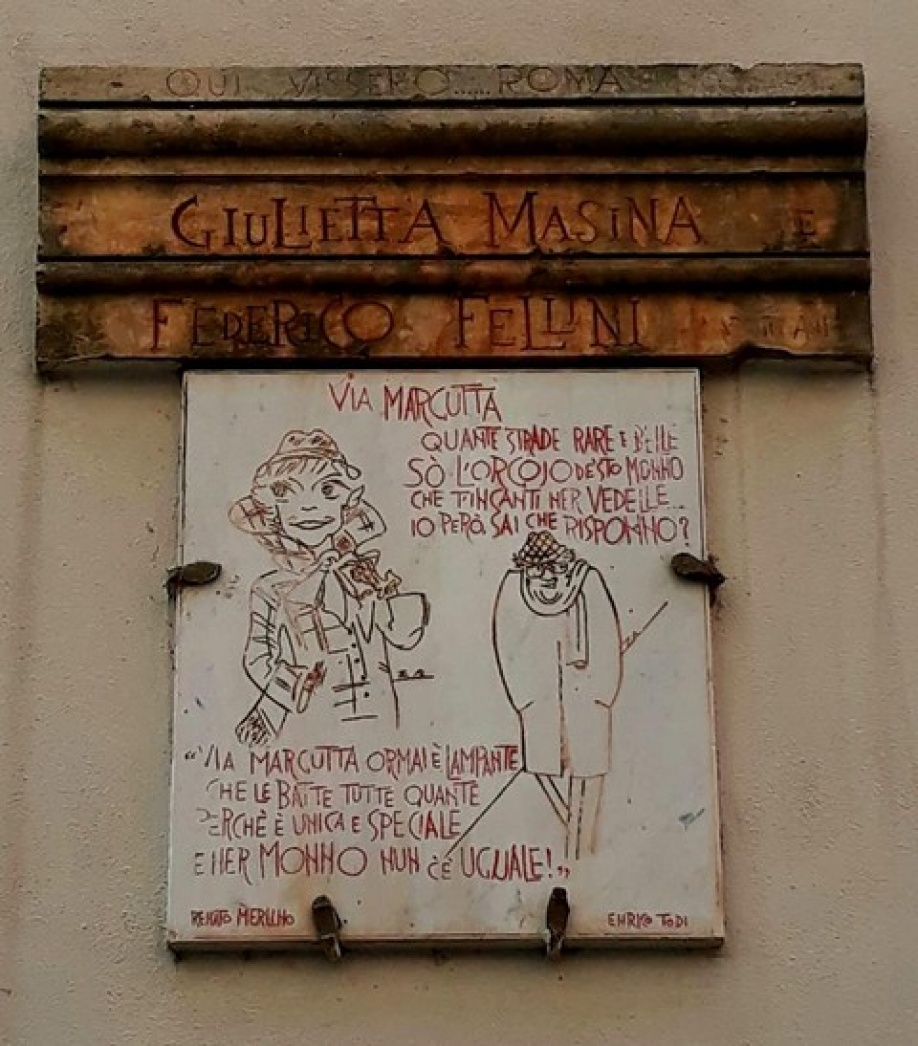 QUI VISSERO......ROMA
GIULIETTA MASINA E
FEDERICO FELLINI
VIA MARGUTTA
QUANTE STRADE RARE E BELLE
SÒ L'ORGOJO DE STO MONNO
CHE T'INCANTI NER VEDELLE...
IO PERÒ, SAI CHE RISPONNO?
"VIA MARGUTTA ORMAI È LAMPANTE
CHE LE BATTE TUTTE QUANTE
PERCHÈ È UNICA E SPECIALE
E NER MONNO NUN C'È UGUALE!"
RENATO MERLINO
ENRICO TODI